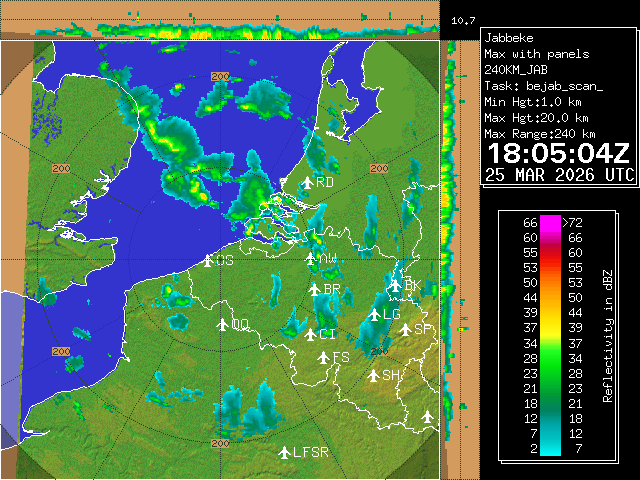 10.7
Jabbeke
Max with panels
240KM_JAB
Task: bejab_scan_
Min Hgt:1.0 km
Max Hgt:20.0 km
Max Range:240 km
18:05:04Z
25 MAR 2026 UTC
200
200
200
RD
OS
AW
BR
BK
QO
LG
CI
SP
200
FS
200
SH
200
LFSR
66 >72
60 66
55 60
53 55
50 53
44 50
39 44
34 39
28 34
23 28
21 23
18 21
12 18
7 12
2 7
Reflectivity in dBZ